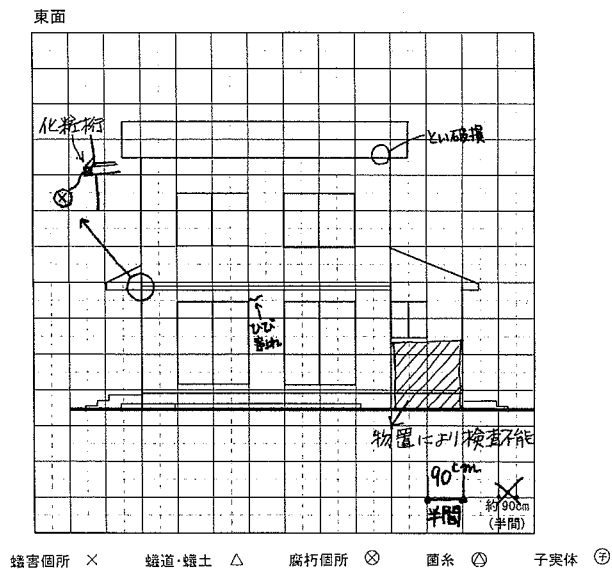 東面
化粧桁
とい破損
ひび
割れ
物置により検査不能
90cm
半間
約90cm
(半間)
蟻害個所 × 蟻道・蟻土 △ 腐朽個所 ⊗ 菌糸 子実体 ㋔